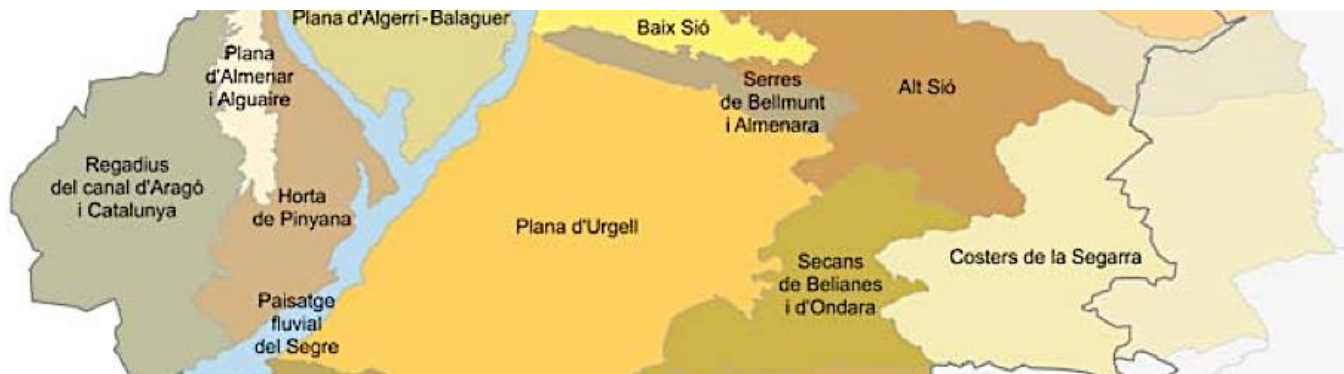 Plana d'Algerri-Balaguer
Baix Sió
Plana
d'Almenar
i Alguaire
Serres
de Bellmunt
i Almenara
Alt Sió
Regadius
del canal d'Aragó
i Catalunya
Horta
de Pinyana
Plana d'Urgell
Secans
de Belianes
i d'Ondara
Costers de la Segarra
Paisatge
fluvial
del Segre